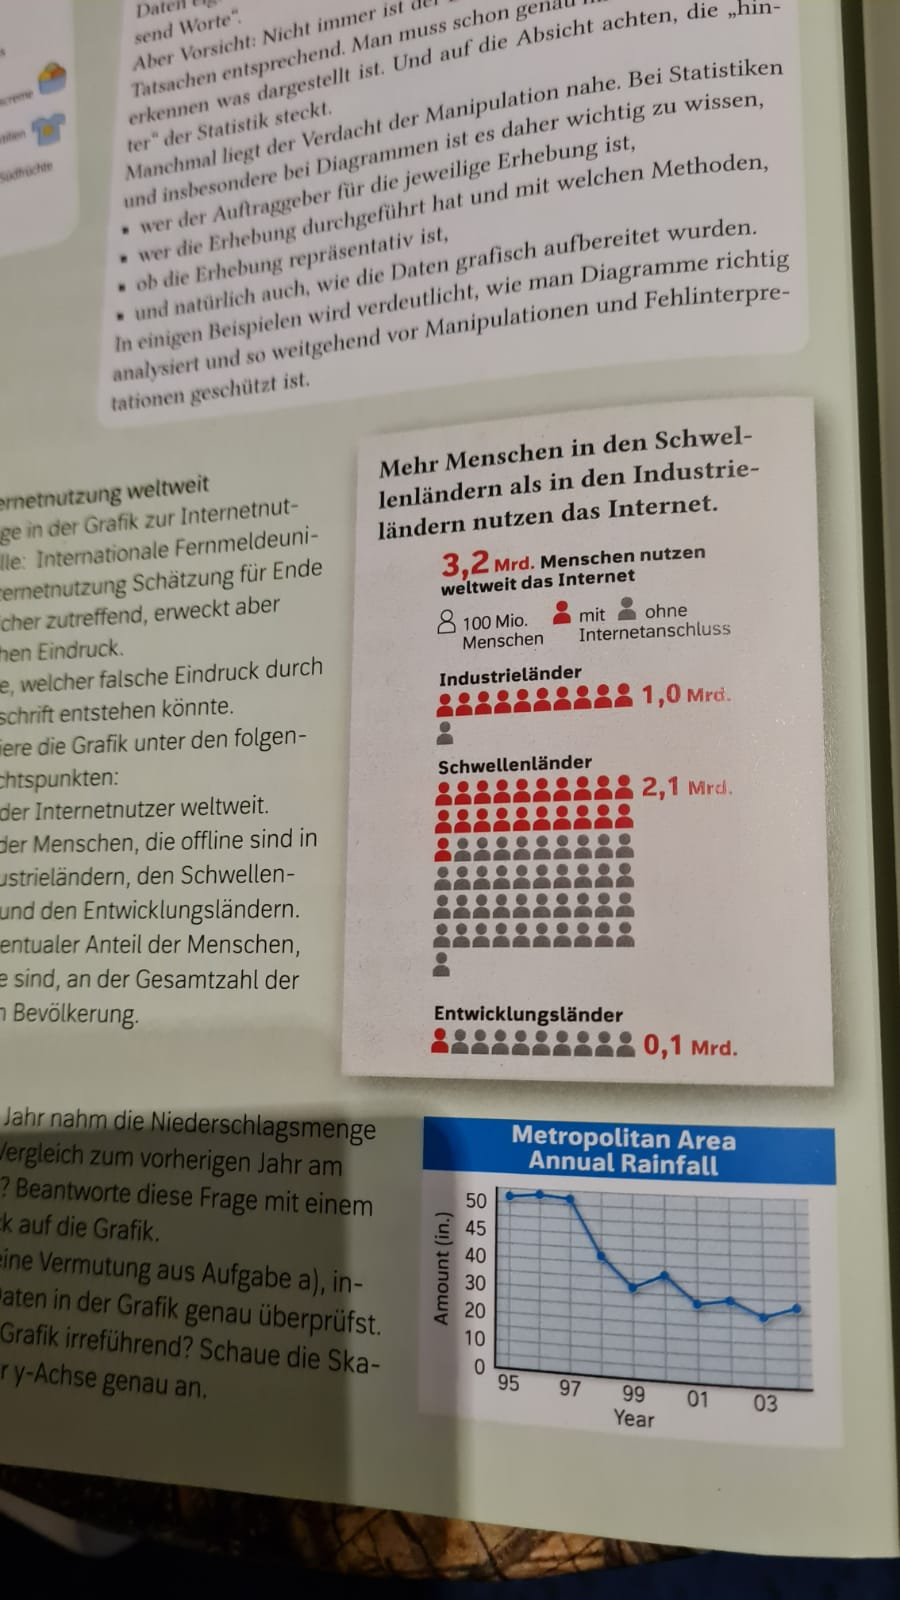 send Worte“.
Aber Vorsicht: Nicht immer ist
Tatsachen entsprechend. Man muss schon genau
erkennen was dargestellt ist. Und auf die Absicht achten, die „hin-
ter“ der Statistik steckt.
Manchmal liegt der Verdacht der Manipulation nahe. Bei Statistiken
und insbesondere bei Diagrammen ist es daher wichtig zu wissen,
▪ wer der Auftraggeber für die jeweilige Erhebung ist,
▪ wer die Erhebung durchgeführt hat und mit welchen Methoden,
▪ ob die Erhebung repräsentativ ist,
▪ und natürlich auch, wie die Daten grafisch aufbereitet wurden.
In einigen Beispielen wird verdeutlicht, wie man Diagramme richtig
analysiert und so weitgehend vor Manipulationen und Fehlinterpre-
tationen geschützt ist.
ernetnutzung weltweit
ge in der Grafik zur Internetnut-
lle: Internationale Fernmeldeuni-
ernetnutzung Schätzung für Ende
cher zutreffend, erweckt aber
hen Eindruck.
e, welcher falsche Eindruck durch
schrift entstehen könnte.
iere die Grafik unter den folgen-
chtspunkten:
der Internetnutzer weltweit.
der Menschen, die offline sind in
ustrieländern, den Schwellen-
und den Entwicklungsländern.
entualer Anteil der Menschen,
e sind, an der Gesamtzahl der
n Bevölkerung.
Mehr Menschen in den Schwel-
lenländern als in den Industrie-
ländern nutzen das Internet.
3,2 Mrd. Menschen nutzen
weltweit das Internet
100 Mio. mit ohne
Menschen Internetanschluss
Industrieländer
1,0 Mrd.
Schwellenländer
2,1 Mrd.
Entwicklungsländer
0,1 Mrd.
Jahr nahm die Niederschlagsmenge
Vergleich zum vorherigen Jahr am
? Beantworte diese Frage mit einem
k auf die Grafik.
eine Vermutung aus Aufgabe a), in-
Daten in der Grafik genau überprüfst.
Grafik irreführend? Schaue die Ska-
r y-Achse genau an.
Metropolitan Area
Annual Rainfall
Amount (in.)
50
45
40
30
20
10
0
95 97 99 01 03
Year